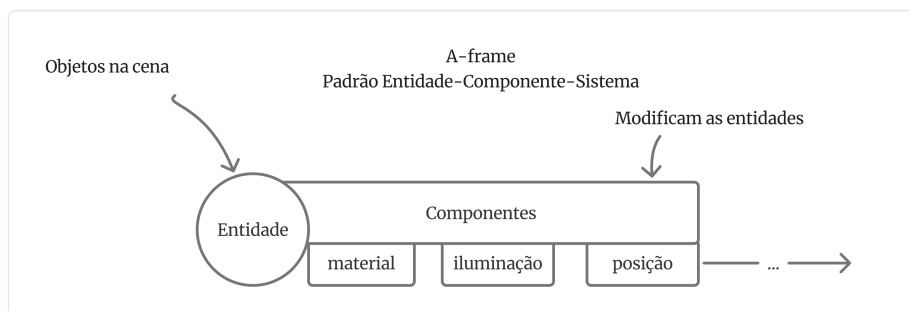 A-frame
Padrão Entidade-Componente-Sistema
Objetos na cena
Modificam as entidades
Entidade
Componentes
material
iluminação
posição
...